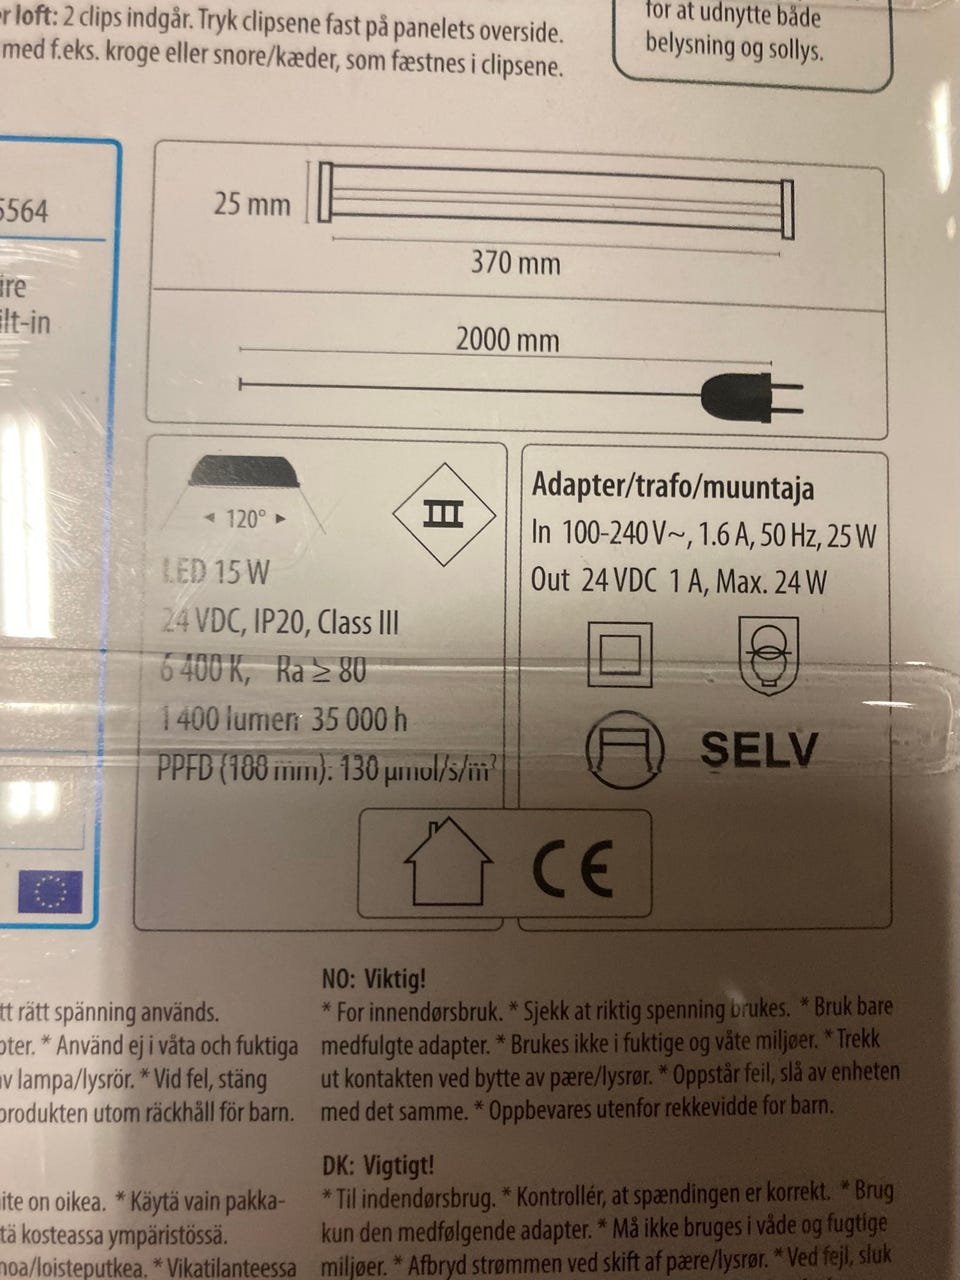 r loft: 2 clips indgår. Tryk clipsene fast på panelets overside.
med f.eks. kroge eller snore/kæder, som fæstnes i clipsene.
for at udnytte både
belysning og sollys.
5564
ire
ilt-in
25 mm
370 mm
2000 mm
120°
III
LED 15 W
24 VDC, IP20, Class III
6 400 K, Ra ≥ 80
1 400 lumen 35 000 h
PPFD (100 mm): 130 µmol/s/m²
Adapter/trafo/muuntaja
In 100-240 V~, 1.6 A, 50 Hz, 25 W
Out 24 VDC 1 A, Max. 24 W
SELV
CE
tt rätt spänning används.
pter. * Använd ej i våta och fuktiga
v lampa/lysrör. * Vid fel, stäng
produkten utom räckhåll för barn.
NO: Viktig!
* For innendørsbruk. * Sjekk at riktig spenning brukes. * Bruk bare
medfulgte adapter. * Brukes ikke i fuktige og våte miljøer. * Trekk
ut kontakten ved bytte av pære/lysrør. * Oppstår feil, slå av enheten
med det samme. * Oppbevares utenfor rekkevidde for barn.
ite on oikea. * Käytä vain pakka-
tä kosteassa ympäristössä.
noa/loisteputkea. * Vikatilanteessa
DK: Vigtigt!
* Til indendørsbrug. * Kontrollér, at spændingen er korrekt. * Brug
kun den medfølgende adapter. * Må ikke bruges i våde og fugtige
miljøer. * Afbryd strømmen ved skift af pære/lysrør. * Ved fejl, sluk